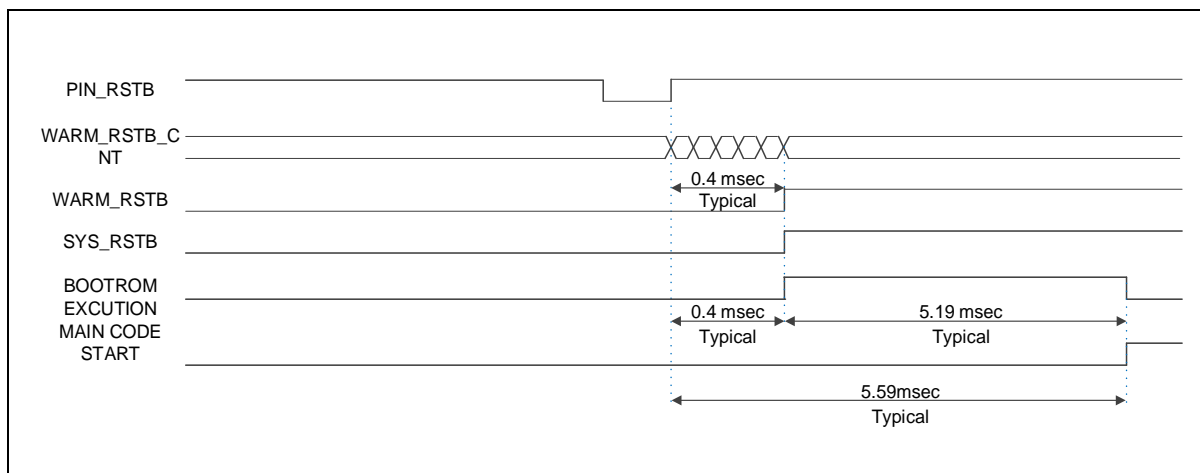 PIN_RSTB
WARM_RSTB_C
NT
0.4 msec
Typical
WARM_RSTB
SYS_RSTB
BOOTROM
EXCUTION
0.4 msec
Typical
5.19 msec
Typical
MAIN CODE
START
5.59msec
Typical